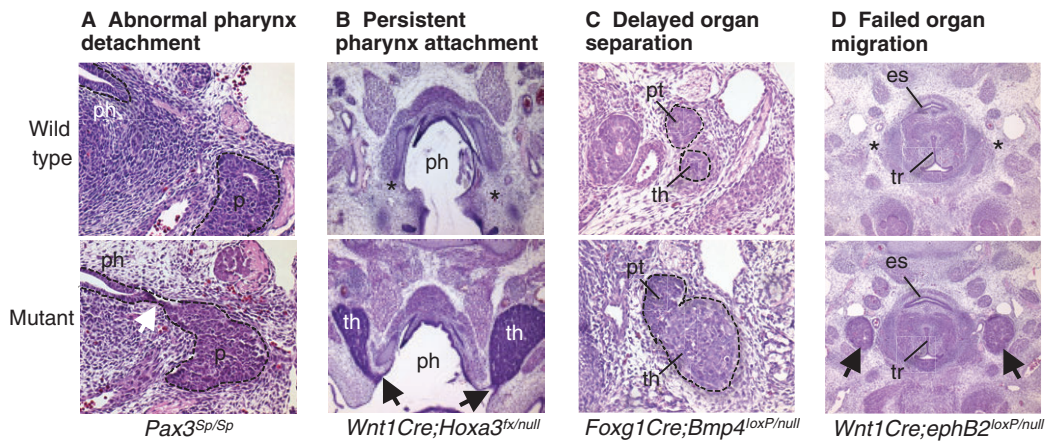 A Abnormal pharynx
detachment
B Persistent
pharynx attachment
C Delayed organ
separation
D Failed organ
migration
Wild
type
ph
p
ph
*
*
pt
th
es
*
*
tr
Mutant
ph
p
th
th
ph
pt
th
es
tr
Pax3Sp/Sp
Wnt1Cre;Hoxa3fx/null
Foxg1Cre;Bmp4loxP/null
Wnt1Cre;ephB2loxP/null